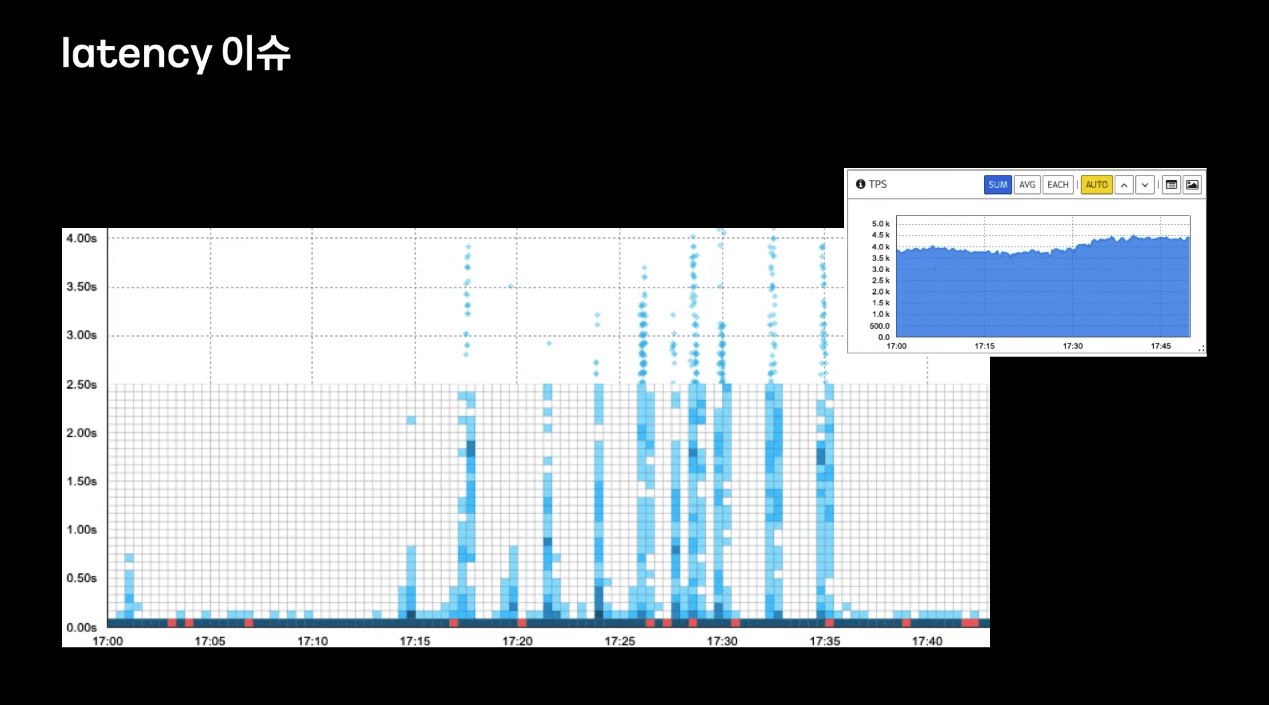 latency 이슈
TPS
SUM AVG EACH AUTO
5.0 k
4.5 k
4.0 k
3.5 k
3.0 k
2.5 k
2.0 k
1.5 k
1.0 k
500.0
0.0
17:00 17:15 17:30 17:45
4.00s
3.50s
3.00s
2.50s
2.00s
1.50s
1.00s
0.50s
0.00s
17:00 17:05 17:10 17:15 17:20 17:25 17:30 17:35 17:40